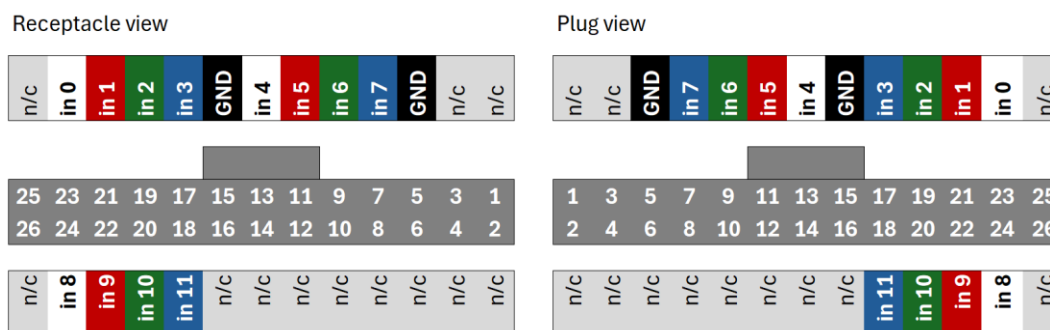 Receptacle view
Plug view
n/c in 0 in 1 in 2 in 3 GND in 4 in 5 in 6 in 7 GND n/c n/c
n/c n/c GND in 7 in 6 in 5 in 4 GND in 3 in 2 in 1 in 0 n/c
25 23 21 19 17 15 13 11 9 7 5 3 1
26 24 22 20 18 16 14 12 10 8 6 4 2
1 3 5 7 9 11 13 15 17 19 21 23 25
2 4 6 8 10 12 14 16 18 20 22 24 26
n/c in 8 in 9 in 10 in 11 n/c n/c n/c n/c n/c n/c n/c n/c
n/c n/c n/c n/c n/c n/c n/c n/c in 11 in 10 in 9 in 8 n/c